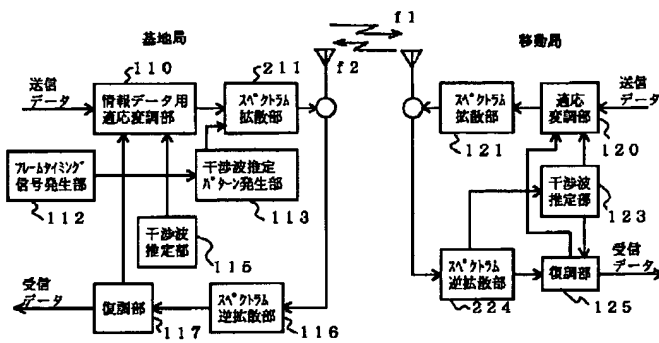 基地局
移動局
f1
f2
110
211
送信
データ
情報データ用
適応変調部
スペクトラム
拡散部
フレームタイミング
信号発生部
112
干渉波推定
パターン発生部
113
干渉波
推定部
115
受信
データ
復調部
117
スペクトラム
逆拡散部
116
スペクトラム
拡散部
121
適応
変調部
120
送信
データ
干渉波
推定部
123
スペクトラム
逆拡散部
224
復調部
125
受信
データ